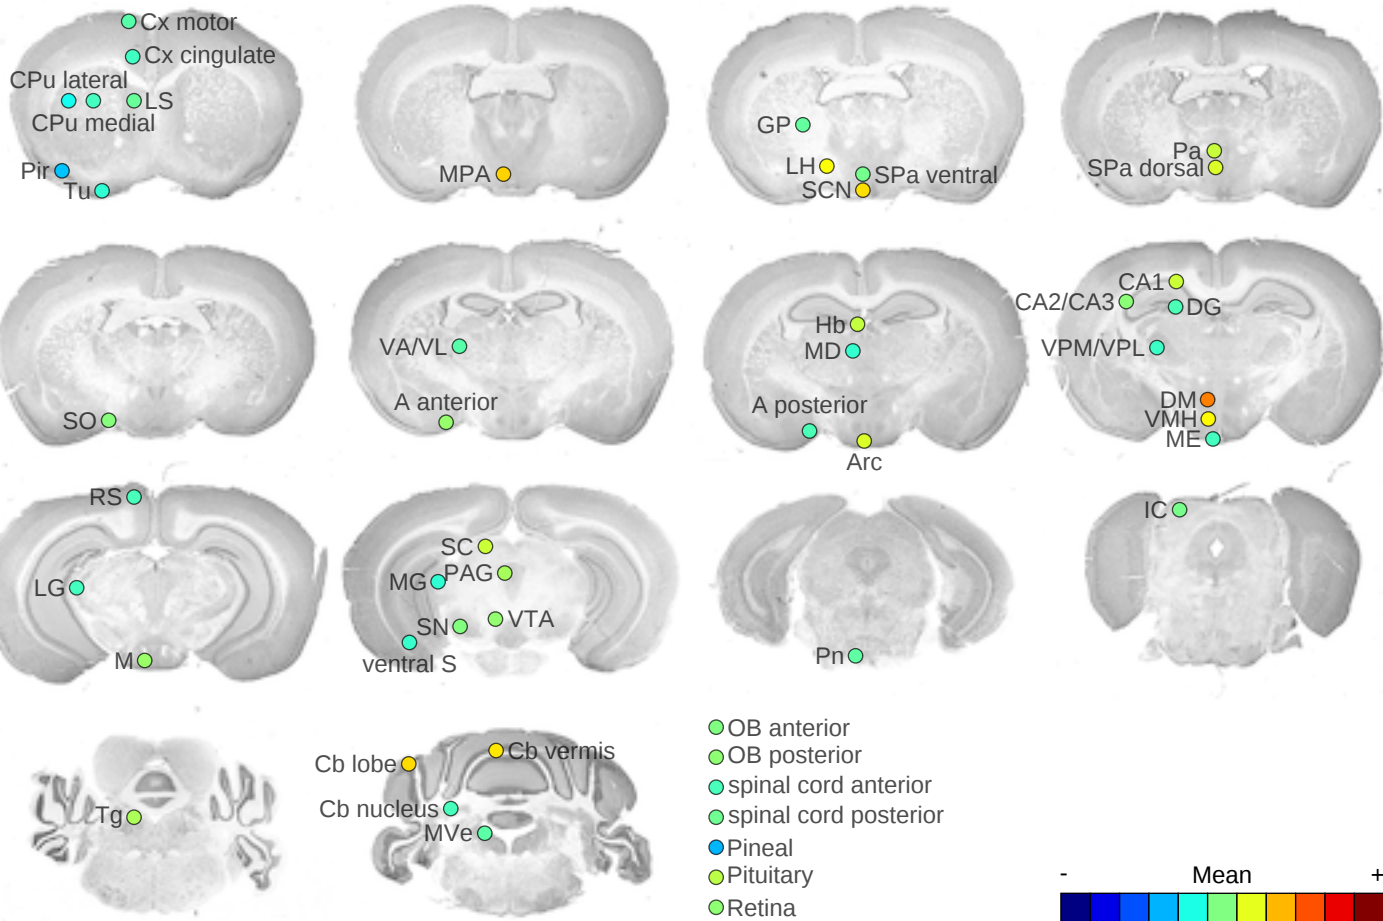 Cx motor
Cx cingulate
CPu lateral
LS
CPu medial
Pir
Tu
MPA
GP
LH
SPa ventral
SCN
Pa
SPa dorsal
SO
VA/VL
A anterior
Hb
MD
A posterior
Arc
CA1
CA2/CA3
DG
VPM/VPL
DM
VMH
ME
RS
LG
M
SC
MG
PAG
SN
VTA
ventral S
Pn
IC
Tg
Cb lobe
Cb vermis
Cb nucleus
MVe
OB anterior
OB posterior
spinal cord anterior
spinal cord posterior
Pineal
Pituitary
Retina
- Mean +